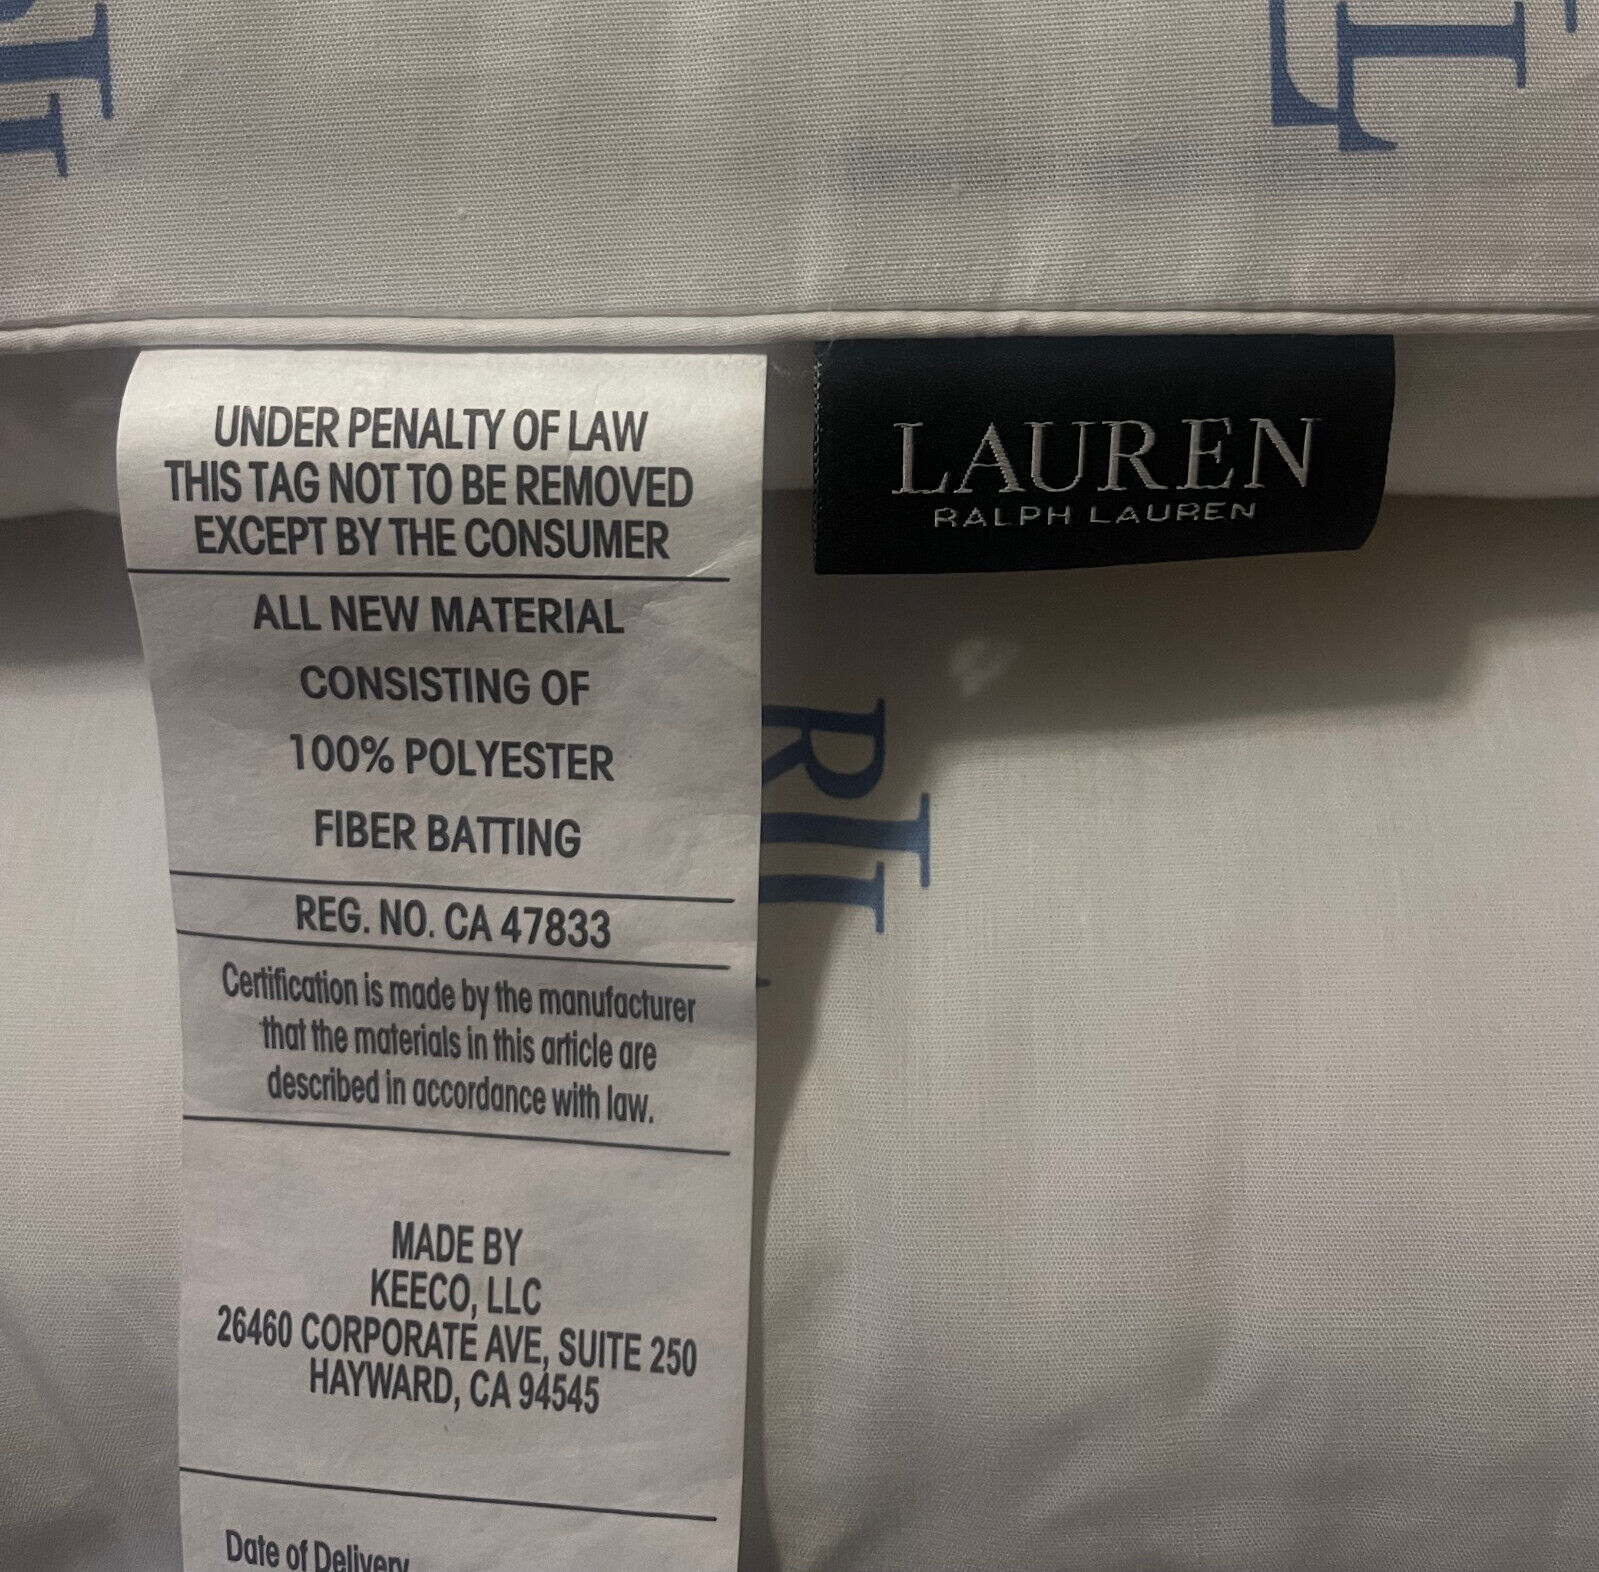 UNDER PENALTY OF LAW
THIS TAG NOT TO BE REMOVED
EXCEPT BY THE CONSUMER
ALL NEW MATERIAL
CONSISTING OF
100% POLYESTER
FIBER BATTING
REG. NO. CA 47833
Certification is made by the manufacturer
that the materials in this article are
described in accordance with law.
MADE BY
KEECO, LLC
26460 CORPORATE AVE, SUITE 250
HAYWARD, CA 94545
Date of Delivery
LAUREN
RALPH LAUREN
RLL